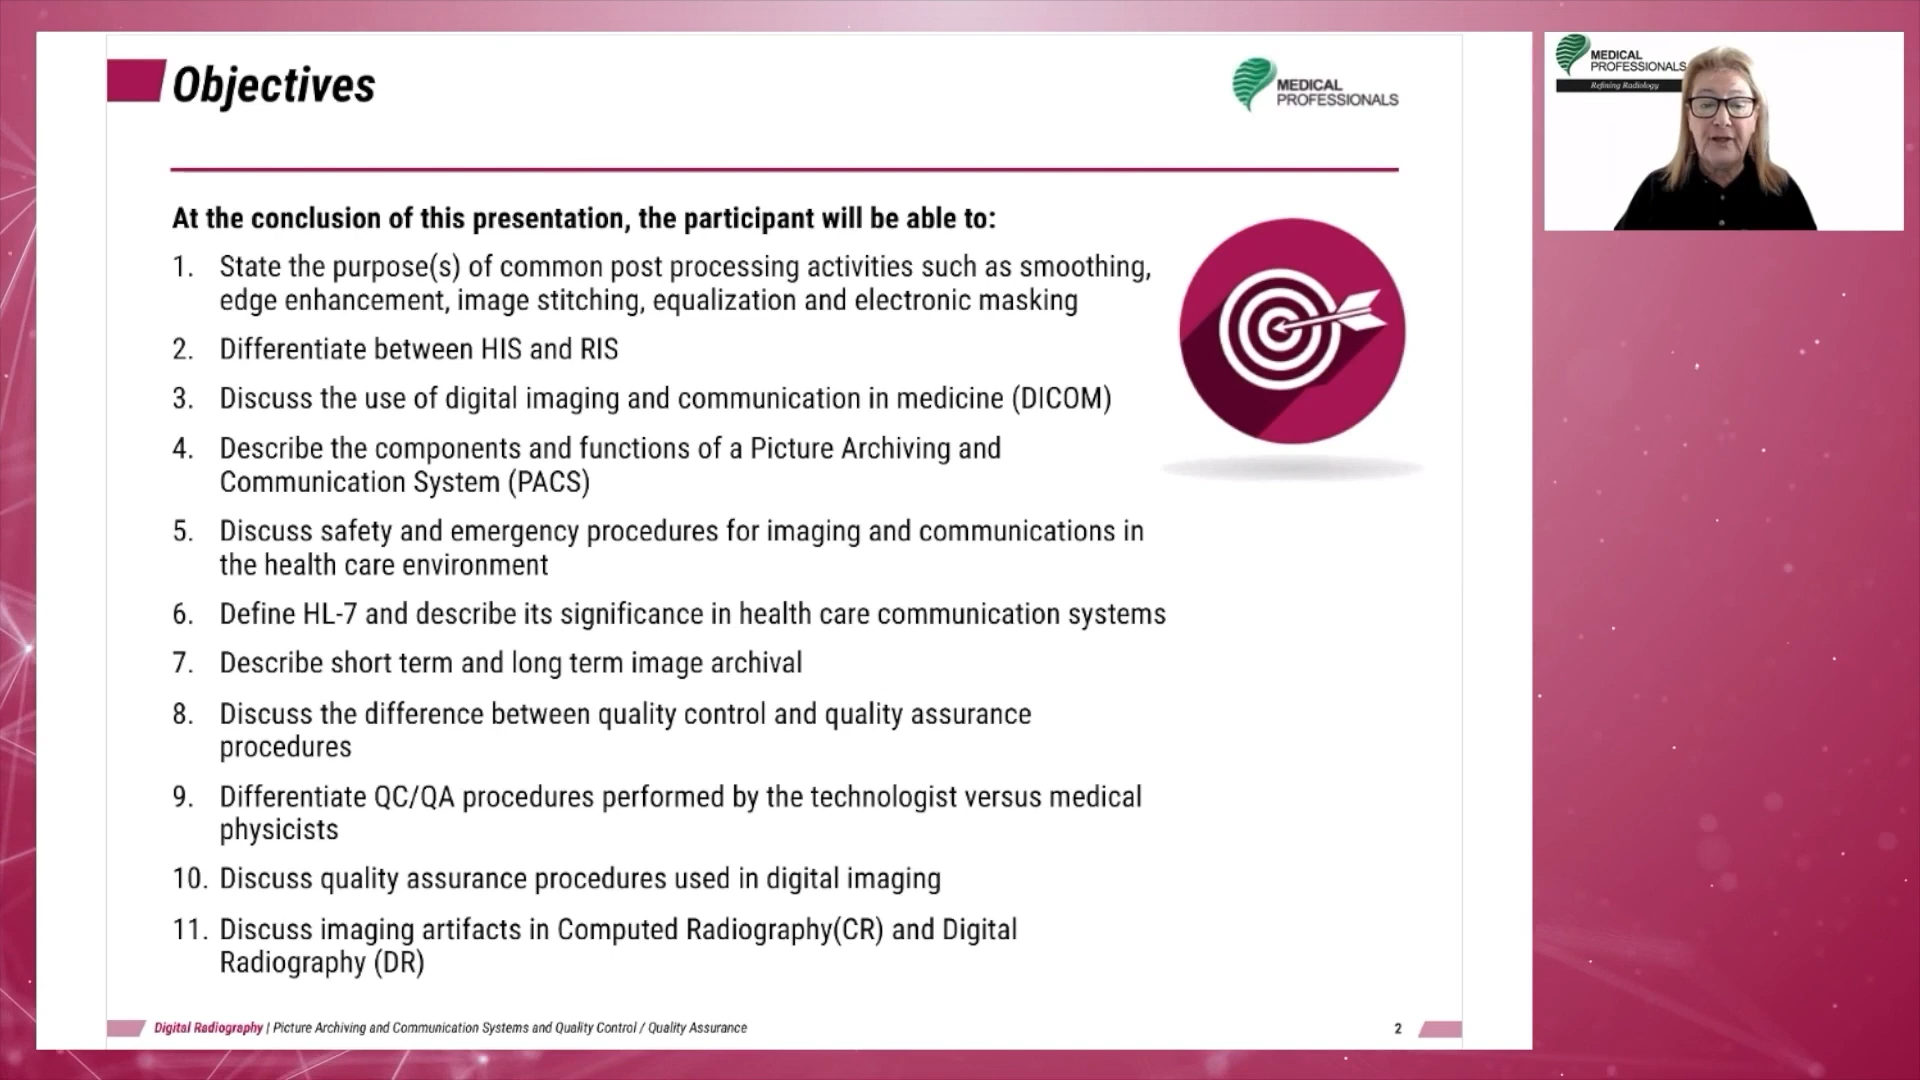 Objectives
MEDICAL
PROFESSIONALS
At the conclusion of this presentation, the participant will be able to:
1. State the purpose(s) of common post processing activities such as smoothing,
edge enhancement, image stitching, equalization and electronic masking
2. Differentiate between HIS and RIS
3. Discuss the use of digital imaging and communication in medicine (DICOM)
4. Describe the components and functions of a Picture Archiving and
Communication System (PACS)
5. Discuss safety and emergency procedures for imaging and communications in
the health care environment
6. Define HL-7 and describe its significance in health care communication systems
7. Describe short term and long term image archival
8. Discuss the difference between quality control and quality assurance
procedures
9. Differentiate QC/QA procedures performed by the technologist versus medical
physicists
10. Discuss quality assurance procedures used in digital imaging
11. Discuss imaging artifacts in Computed Radiography(CR) and Digital
Radiography (DR)
Digital Radiography | Picture Archiving and Communication Systems and Quality Control / Quality Assurance
2
MEDICAL
PROFESSIONALS
Refining Radiology